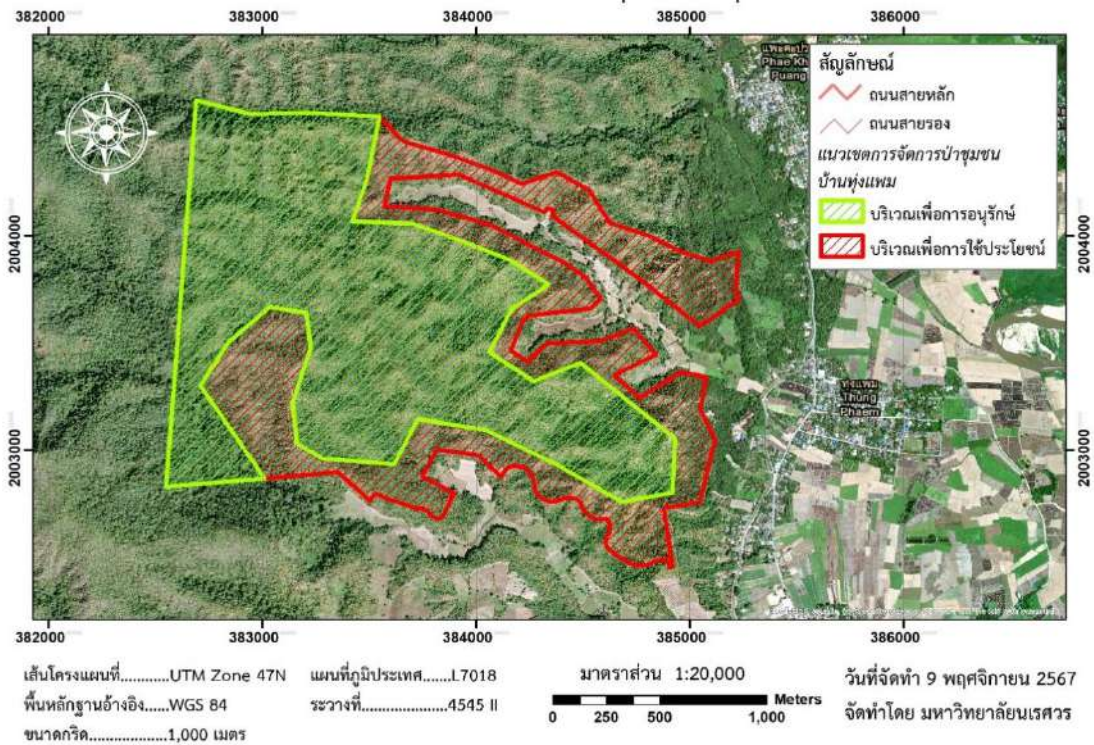 382000 383000 384000 385000 386000
แพะคะปวง
Phae Kh
Puang
สัญลักษณ์
ถนนสายหลัก
ถนนสายรอง
แนวเขตการจัดการป่าชุมชน
บ้านทุ่งแพม
บริเวณเพื่อการอนุรักษ์
บริเวณเพื่อการใช้ประโยชน์
2004000 2004000
ทุ่งแพม
Thung
Phaem
2003000 2003000
382000 383000 384000 385000 386000
เส้นโครงแผนที่............UTM Zone 47N แผนที่ภูมิประเทศ......L7018
พื้นหลักฐานอ้างอิง......WGS 84 ระวางที่....................4545 II
ขนาดกริด....................1,000 เมตร
มาตราส่วน 1:20,000
Meters
0 250 500 1,000
วันที่จัดทำ 9 พฤศจิกายน 2567
จัดทำโดย มหาวิทยาลัยนเรศวร